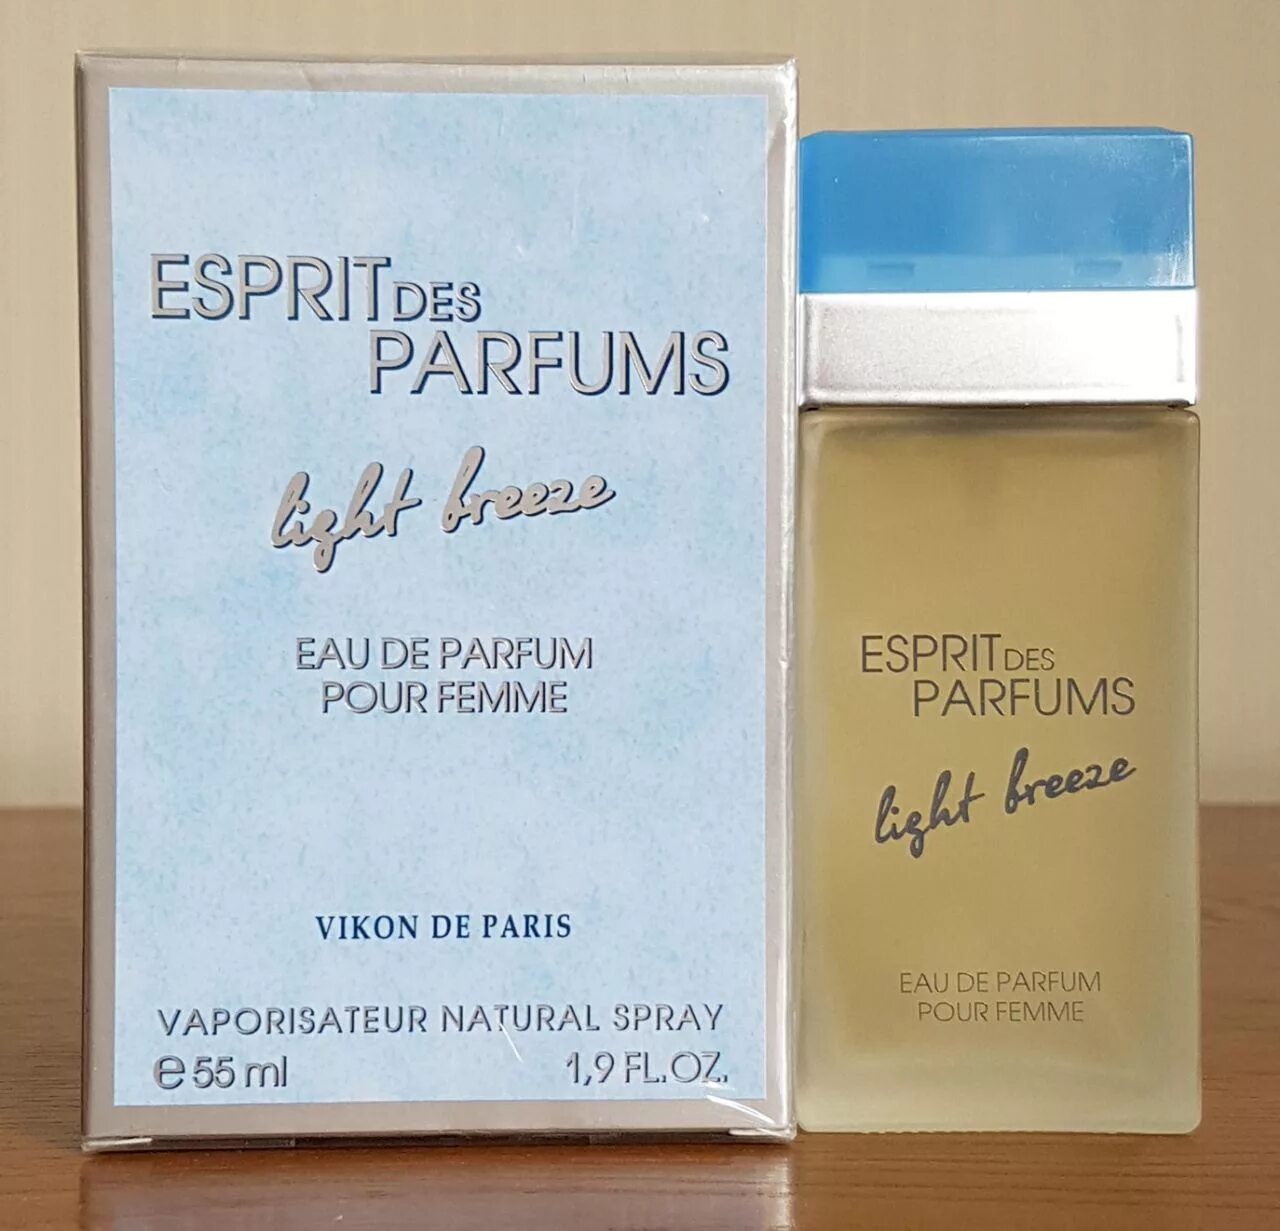 ESPRIT DES
PARFUMS
light breeze
EAU DE PARFUM
POUR FEMME
VIKON DE PARIS
VAPORISATEUR NATURAL SPRAY
e 55 ml 1,9 FL.OZ.
ESPRIT DES
PARFUMS
light breeze
EAU DE PARFUM
POUR FEMME